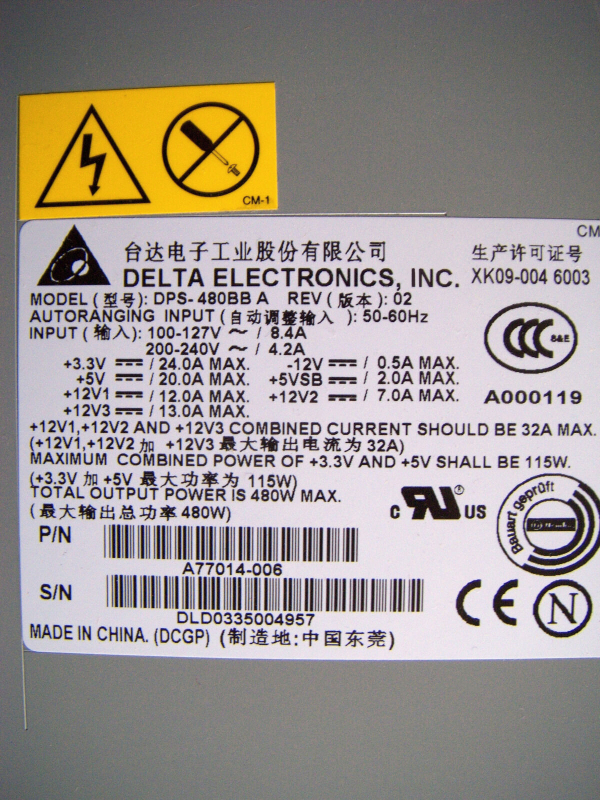 CM-1
CM
台达电子工业股份有限公司
生产许可证号
DELTA ELECTRONICS, INC. XK09-004 6003
MODEL (型号): DPS-480BB A REV (版本): 02
AUTORANGING INPUT (自动调整输入): 50-60Hz
INPUT (输入): 100-127V ~ / 8.4A
200-240V ~ / 4.2A
+3.3V / 24.0A MAX. -12V / 0.5A MAX.
+5V / 20.0A MAX. +5VSB / 2.0A MAX.
+12V1 / 12.0A MAX. +12V2 / 7.0A MAX.
+12V3 / 13.0A MAX.
CCC S&E
A000119
+12V1,+12V2 AND +12V3 COMBINED CURRENT SHOULD BE 32A MAX.
(+12V1,+12V2 加 +12V3 最大输出电流为 32A)
MAXIMUM COMBINED POWER OF +3.3V AND +5V SHALL BE 115W.
(+3.3V 加 +5V 最大功率为 115W)
TOTAL OUTPUT POWER IS 480W MAX.
(最大输出总功率 480W)
c RU ® US
Bauart geprüft
P/N
A77014-006
S/N
DLD0335004957
CE N
MADE IN CHINA. (DCGP) (制造地:中国东莞)